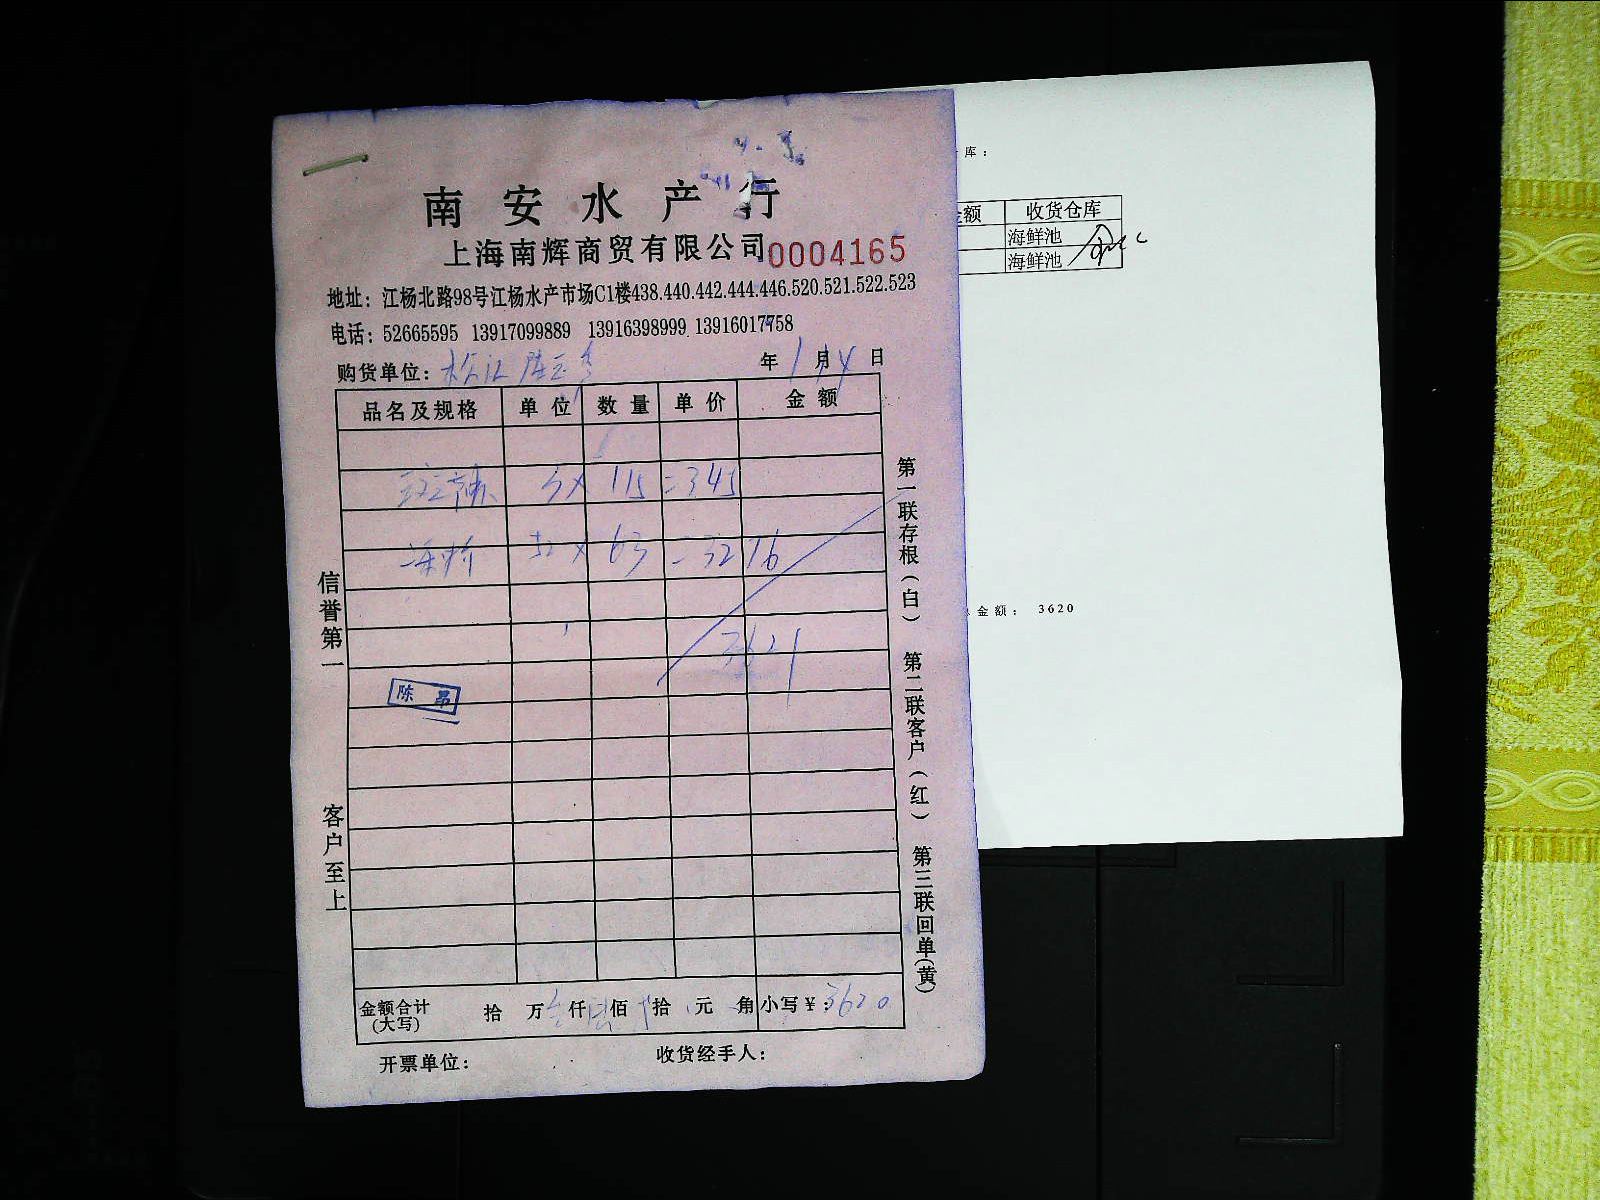 南安水产行
上海南辉商贸有限公司 0004165
地址：江杨北路98号江杨水产市场C1楼438.440.442.444.446.520.521.522.523
电话：52665595 13917099889 13916398999 13916017758
购货单位： 年 1 月 4 日
品名及规格 单位 数量 单价 金额
115 =345
x 63 =3276
3621
陈昂
金额合计(大写) 拾 万 仟 佰 拾 元 角 小写¥：3620
开票单位： 收货经手人：
信誉第一
客户至上
第一联存根（白） 第二联客户（红） 第三联回单(黄)
库：
金额 收货仓库
海鲜池
海鲜池
金额： 3620